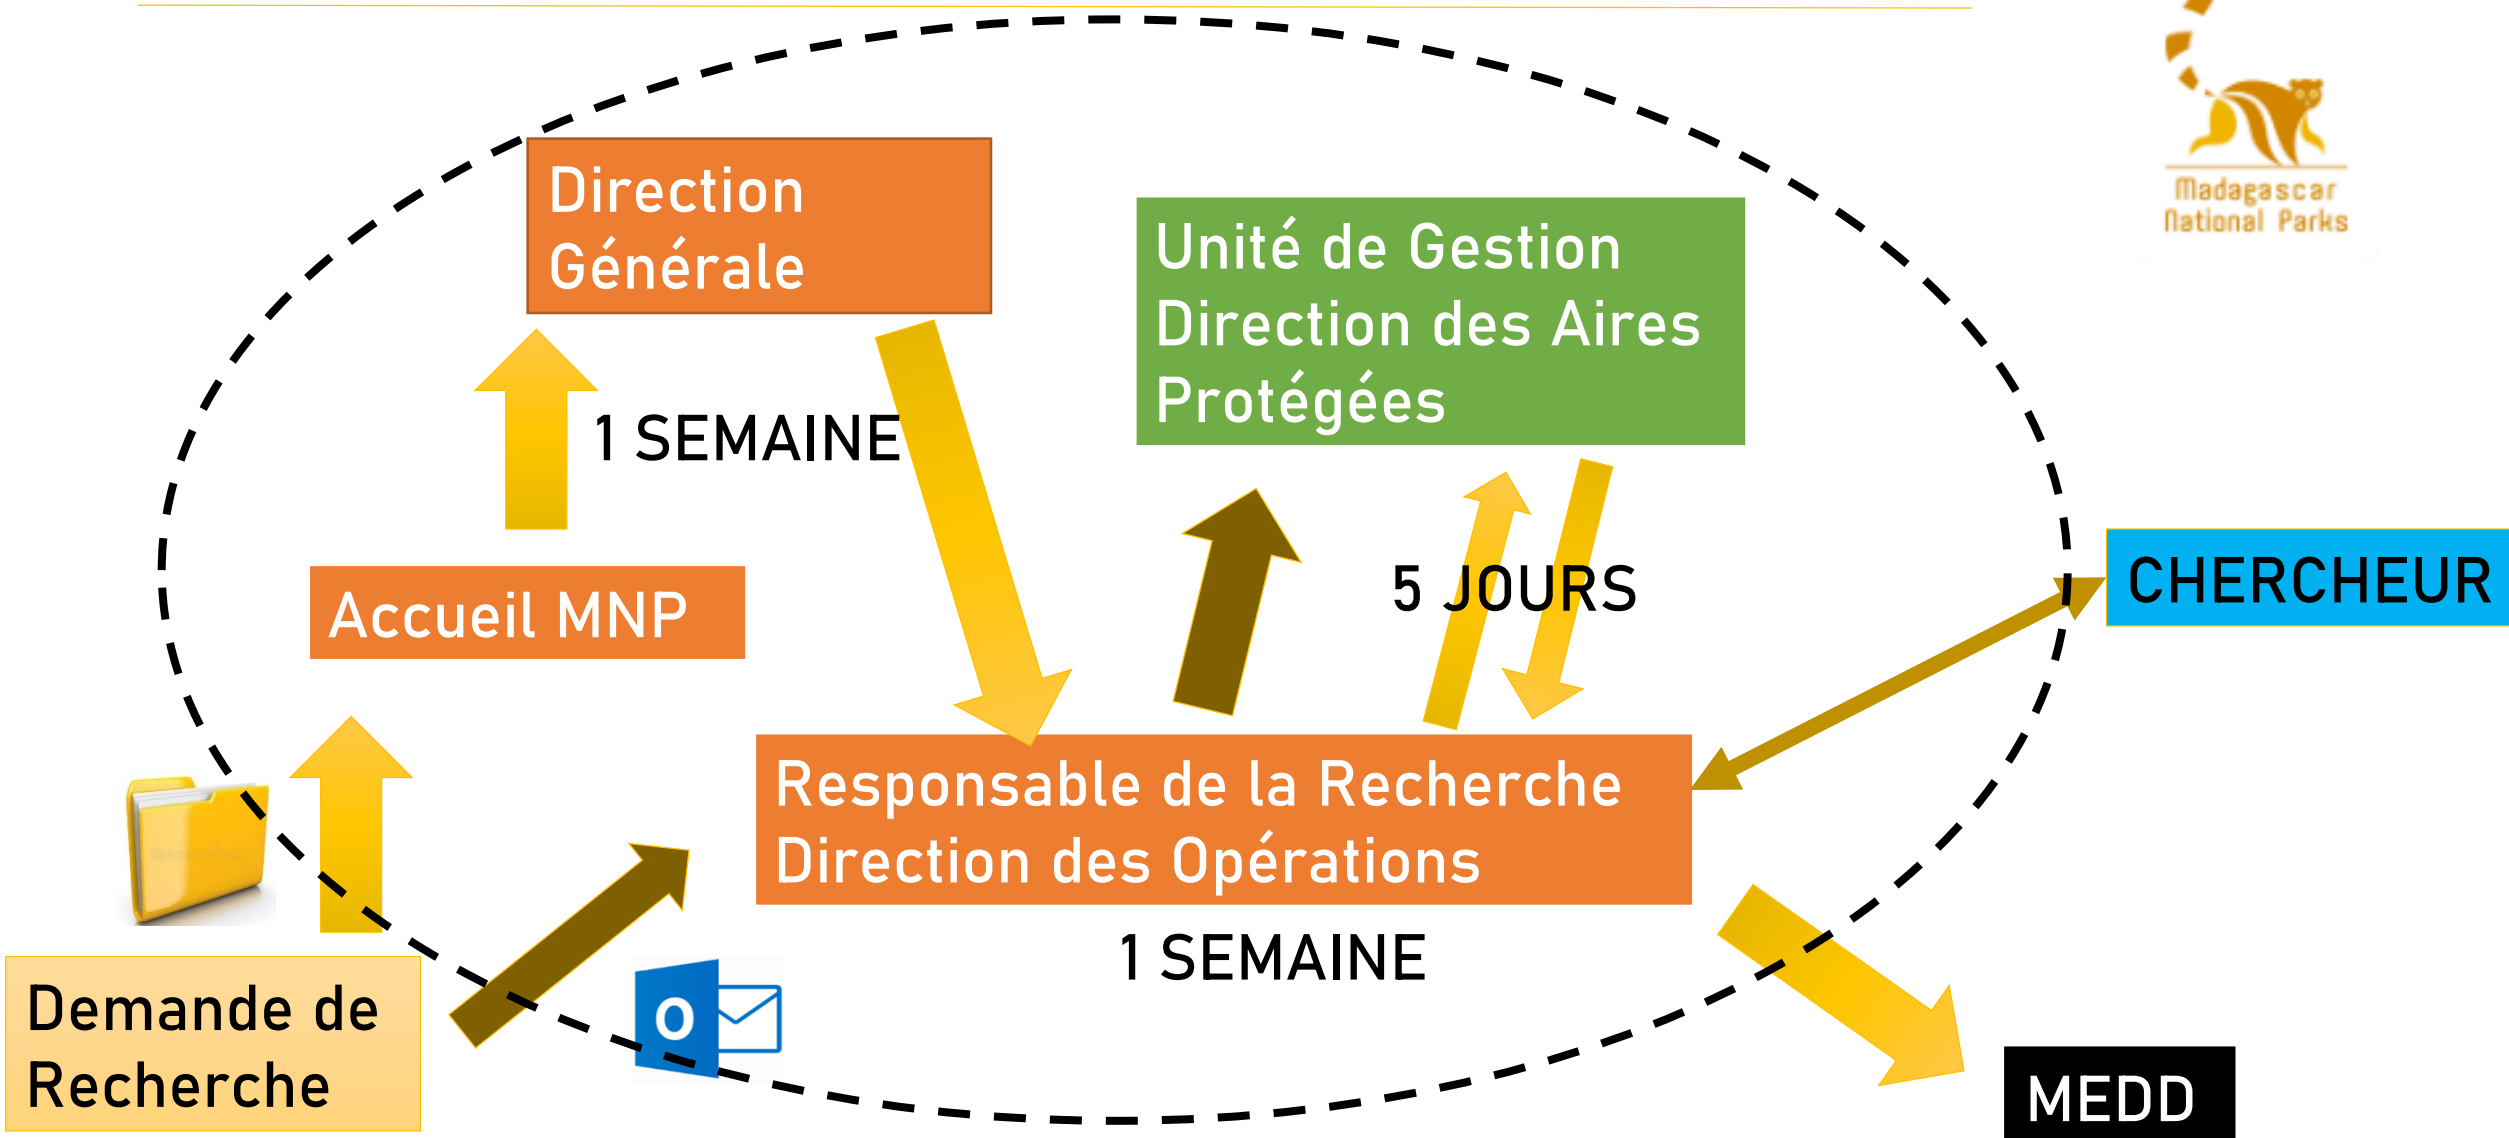 Madagascar
National Parks
Direction
Générale
Unité de Gestion
Direction des Aires
Protégées
1 SEMAINE
Accueil MNP
5 JOURS
CHERCHEUR
Responsable de la Recherche
Direction des Opérations
1 SEMAINE
Demande de
Recherche
O
MEDD